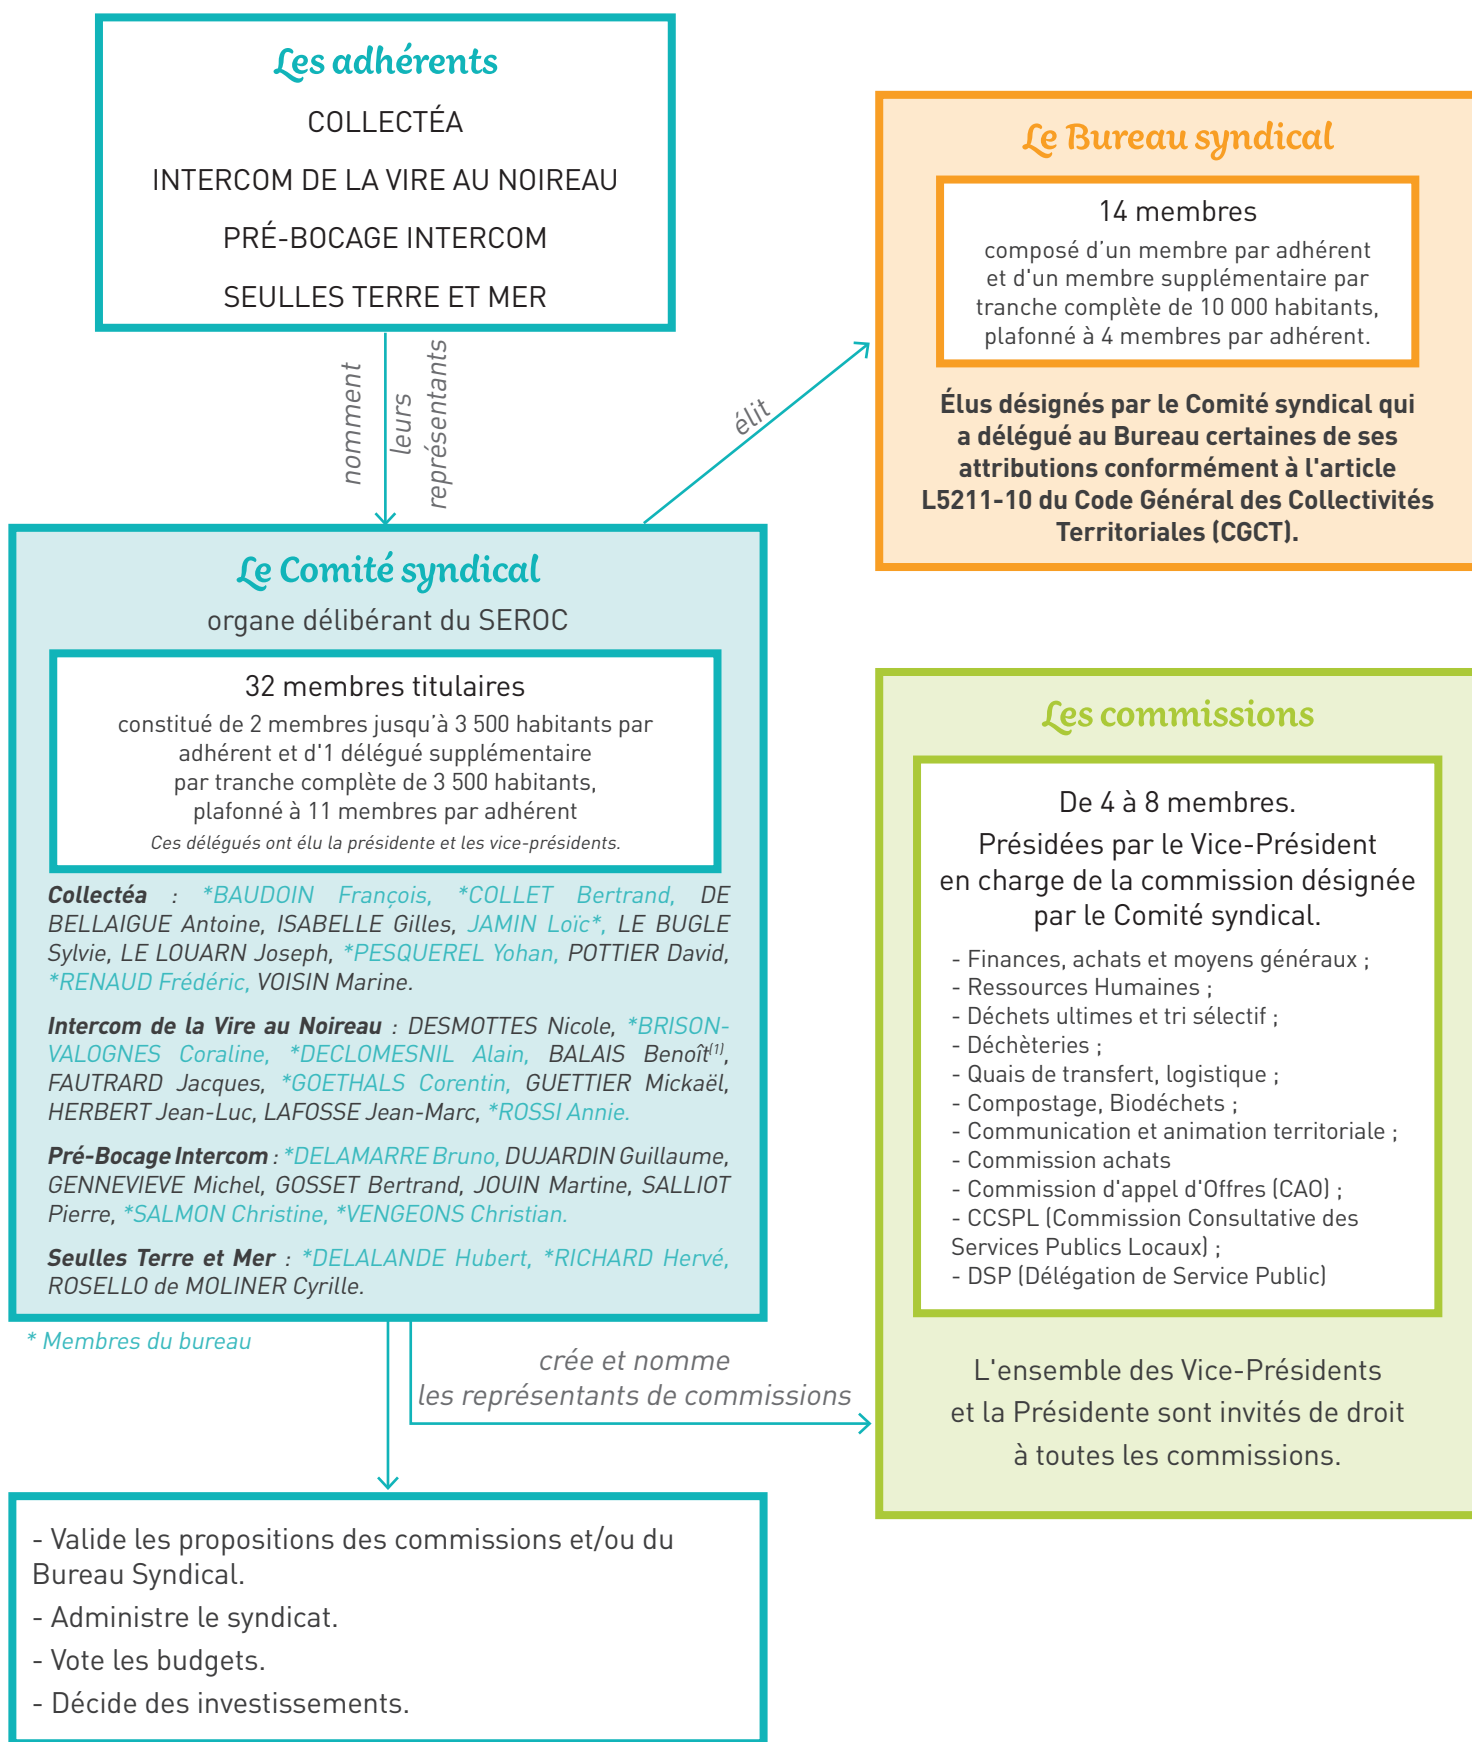 Les adhérents
COLLECTÉA
INTERCOM DE LA VIRE AU NOIREAU
PRÉ-BOCAGE INTERCOM
SEULLES TERRE ET MER
nomment
leurs
représentants
élit
Le Bureau syndical
14 membres
composé d’un membre par adhérent
et d'un membre supplémentaire par
tranche complète de 10 000 habitants,
plafonné à 4 membres par adhérent.
Élus désignés par le Comité syndical qui
a délégué au Bureau certaines de ses
attributions conformément à l'article
L5211-10 du Code Général des Collectivités
Territoriales (CGCT).
Le Comité syndical
organe délibérant du SEROC
32 membres titulaires
constitué de 2 membres jusqu’à 3 500 habitants par
adhérent et d'1 délégué supplémentaire
par tranche complète de 3 500 habitants,
plafonné à 11 membres par adhérent
Ces délégués ont élu la présidente et les vice-présidents.
Collectéa : *BAUDOIN François, *COLLET Bertrand, DE
BELLAIGUE Antoine, ISABELLE Gilles, JAMIN Loïc*, LE BUGLE
Sylvie, LE LOUARN Joseph, *PESQUEREL Yohan, POTTIER David,
*RENAUD Frédéric, VOISIN Marine.
Intercom de la Vire au Noireau : DESMOTTES Nicole, *BRISON-
VALOGNES Coraline, *DECLOMESNIL Alain, BALAIS Benoît(1),
FAUTRARD Jacques, *GOETHALS Corentin, GUETTIER Mickaël,
HERBERT Jean-Luc, LAFOSSE Jean-Marc, *ROSSI Annie.
Pré-Bocage Intercom : *DELAMARRE Bruno, DUJARDIN Guillaume,
GENNEVIEVE Michel, GOSSET Bertrand, JOUIN Martine, SALLIOT
Pierre, *SALMON Christine, *VENGEONS Christian.
Seulles Terre et Mer : *DELALANDE Hubert, *RICHARD Hervé,
ROSELLO de MOLINER Cyrille.
* Membres du bureau
crée et nomme
les représentants de commissions
Les commissions
De 4 à 8 membres.
Présidées par le Vice-Président
en charge de la commission désignée
par le Comité syndical.
- Finances, achats et moyens généraux ;
- Ressources Humaines ;
- Déchets ultimes et tri sélectif ;
- Déchèteries ;
- Quais de transfert, logistique ;
- Compostage, Biodéchets ;
- Communication et animation territoriale ;
- Commission achats
- Commission d'appel d'Offres (CAO) ;
- CCSPL (Commission Consultative des
Services Publics Locaux) ;
- DSP (Délégation de Service Public)
L'ensemble des Vice-Présidents
et la Présidente sont invités de droit
à toutes les commissions.
- Valide les propositions des commissions et/ou du
Bureau Syndical.
- Administre le syndicat.
- Vote les budgets.
- Décide des investissements.